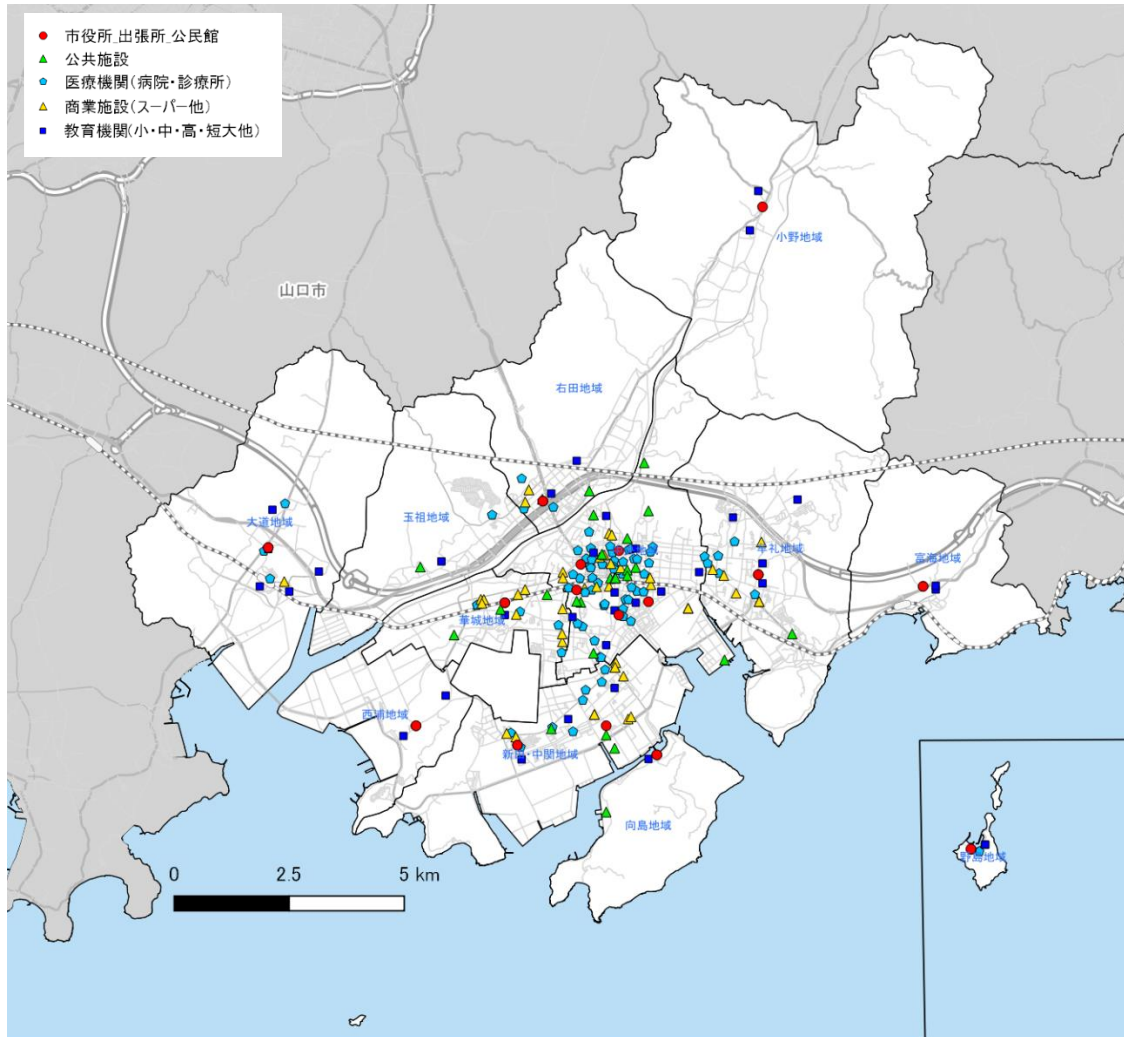 市役所_出張所_公民館
公共施設
医療機関(病院・診療所)
商業施設(スーパー他)
教育機関(小・中・高・短大他)
小野地域
山口市
右田地域
玉祖地域
大道地域
牟礼地域
富海地域
華城地域
西浦地域
新田・中関地域
向島地域
野島地域
0 2.5 5 km